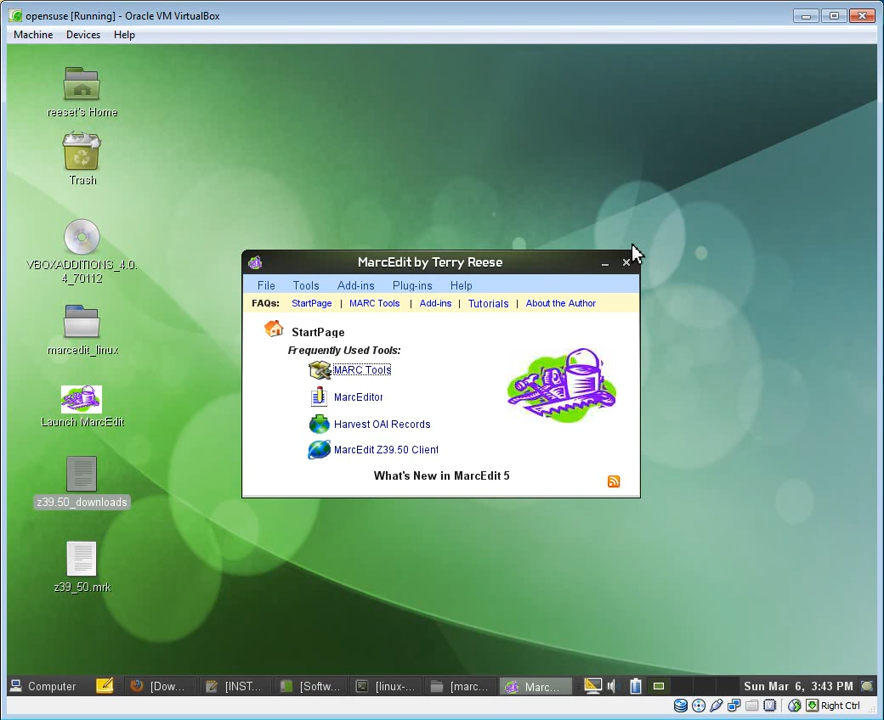 opensuse [Running] - Oracle VM VirtualBox
Machine Devices Help
reeset's Home
Trash
VBOXADDITIONS_4.0.
4_70112
marcedit_linux
Launch MarcEdit
z39.50_downloads
z39_50.mrk
MarcEdit by Terry Reese
File Tools Add-ins Plug-ins Help
FAQs: StartPage | MARC Tools | Add-ins | Tutorials | About the Author
StartPage
Frequently Used Tools:
MARC Tools
MarcEditor
Harvest OAI Records
MarcEdit Z39.50 Client
What's New in MarcEdit 5
Computer [Dow... [INST... [Softw... [linux-... [marc... Marc... Sun Mar 6, 3:43 PM
Right Ctrl